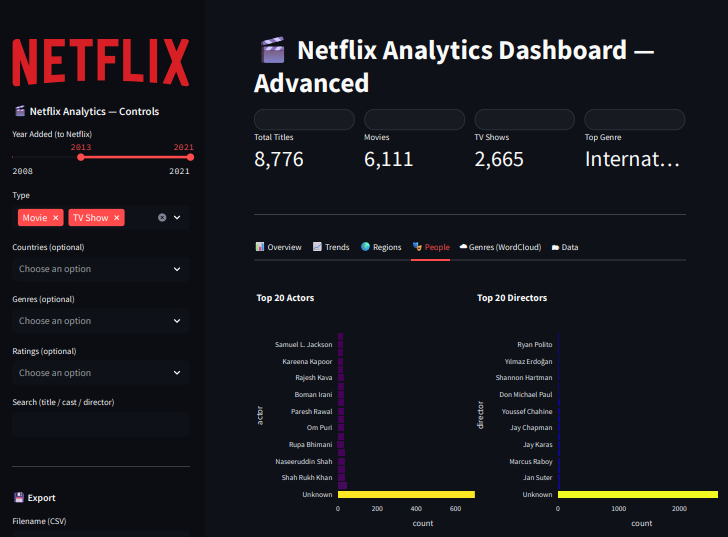 NETFLIX
Netflix Analytics — Controls
Year Added (to Netflix)
2013 2021
2008 2021
Type
Movie × TV Show ×
Countries (optional)
Choose an option
Genres (optional)
Choose an option
Ratings (optional)
Choose an option
Search (title / cast / director)
Export
Filename (CSV)
Netflix Analytics Dashboard —
Advanced
Total Titles Movies TV Shows Top Genre
8,776 6,111 2,665 Internat...
Overview Trends Regions People Genres (WordCloud) Data
Top 20 Actors
actor
Samuel L. Jackson
Kareena Kapoor
Rajesh Kava
Boman Irani
Paresh Rawal
Om Puri
Rupa Bhimani
Naseeruddin Shah
Shah Rukh Khan
Unknown
0 200 400 600
count
Top 20 Directors
director
Ryan Polito
Yılmaz Erdoğan
Shannon Hartman
Don Michael Paul
Youssef Chahine
Jay Chapman
Jay Karas
Marcus Raboy
Jan Suter
Unknown
0 1000 2000
count